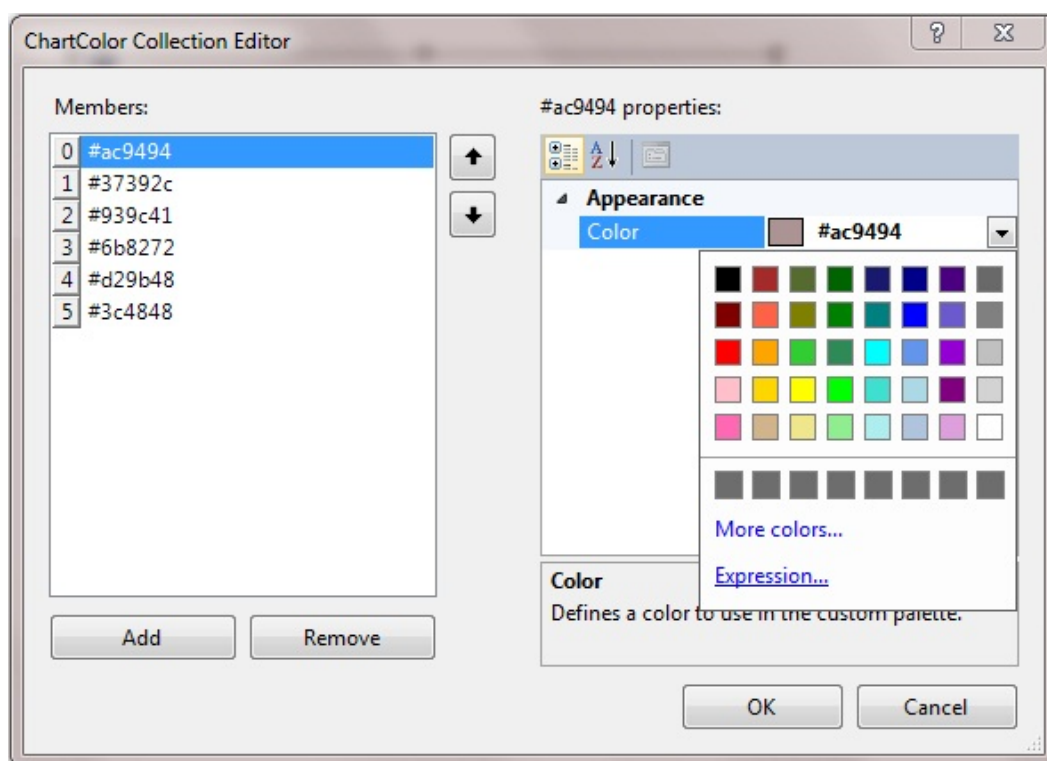 ChartColor Collection Editor
Members:
0 #ac9494
1 #37392c
2 #939c41
3 #6b8272
4 #d29b48
5 #3c4848
Add
Remove
#ac9494 properties:
Appearance
Color #ac9494
More colors...
Expression...
Color
Defines a color to use in the custom palette.
OK
Cancel